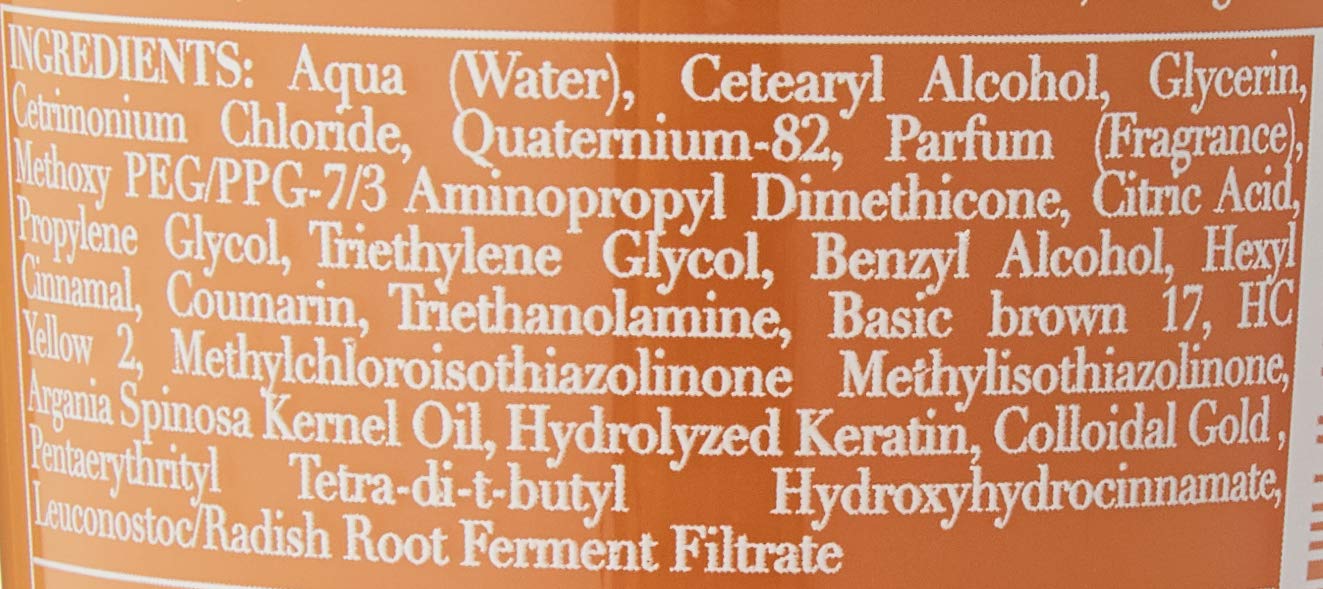 INGREDIENTS: Aqua (Water), Cetearyl Alcohol, Glycerin,
Cetrimonium Chloride, Quaternium-82, Parfum (Fragrance),
Methoxy PEG/PPG-7/3 Aminopropyl Dimethicone, Citric Acid,
Propylene Glycol, Triethylene Glycol, Benzyl Alcohol, Hexyl
Cinnamal, Coumarin, Triethanolamine, Basic brown 17, HC
Yellow 2, Methylchloroisothiazolinone Methylisothiazolinone,
Argania Spinosa Kernel Oil, Hydrolyzed Keratin, Colloidal Gold ,
Pentaerythrityl Tetra-di-t-butyl Hydroxyhydrocinnamate,
Leuconostoc/Radish Root Ferment Filtrate